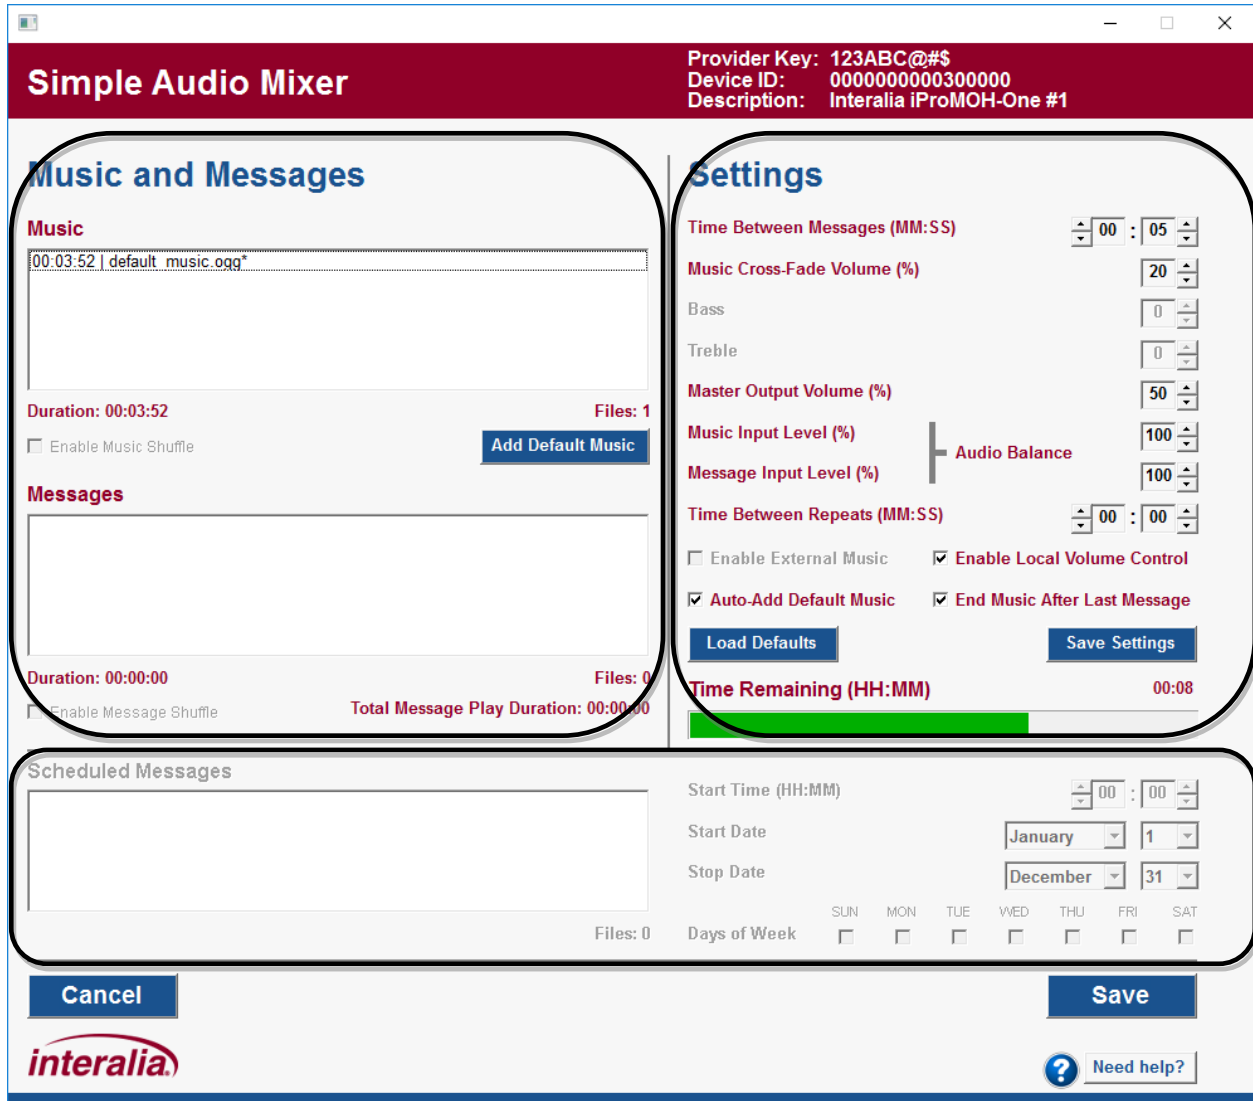 Simple Audio Mixer
Provider Key: 123ABC@#$
Device ID: 0000000000300000
Description: Interalia iProMOH-One #1
Music and Messages
Music
00:03:52 | default_music.ogg*
Duration: 00:03:52 Files: 1
Enable Music Shuffle Add Default Music
Messages
Duration: 00:00:00 Files: 0
Enable Message Shuffle Total Message Play Duration: 00:00:00
Settings
Time Between Messages (MM:SS) 00 : 05
Music Cross-Fade Volume (%) 20
Bass 0
Treble 0
Master Output Volume (%) 50
Music Input Level (%) 100
Audio Balance
Message Input Level (%) 100
Time Between Repeats (MM:SS) 00 : 00
Enable External Music Enable Local Volume Control
Auto-Add Default Music End Music After Last Message
Load Defaults Save Settings
Time Remaining (HH:MM) 00:08
Scheduled Messages
Files: 0
Start Time (HH:MM) 00 : 00
Start Date January 1
Stop Date December 31
SUN MON TUE WED THU FRI SAT
Days of Week
Cancel Save
interalia
? Need help?